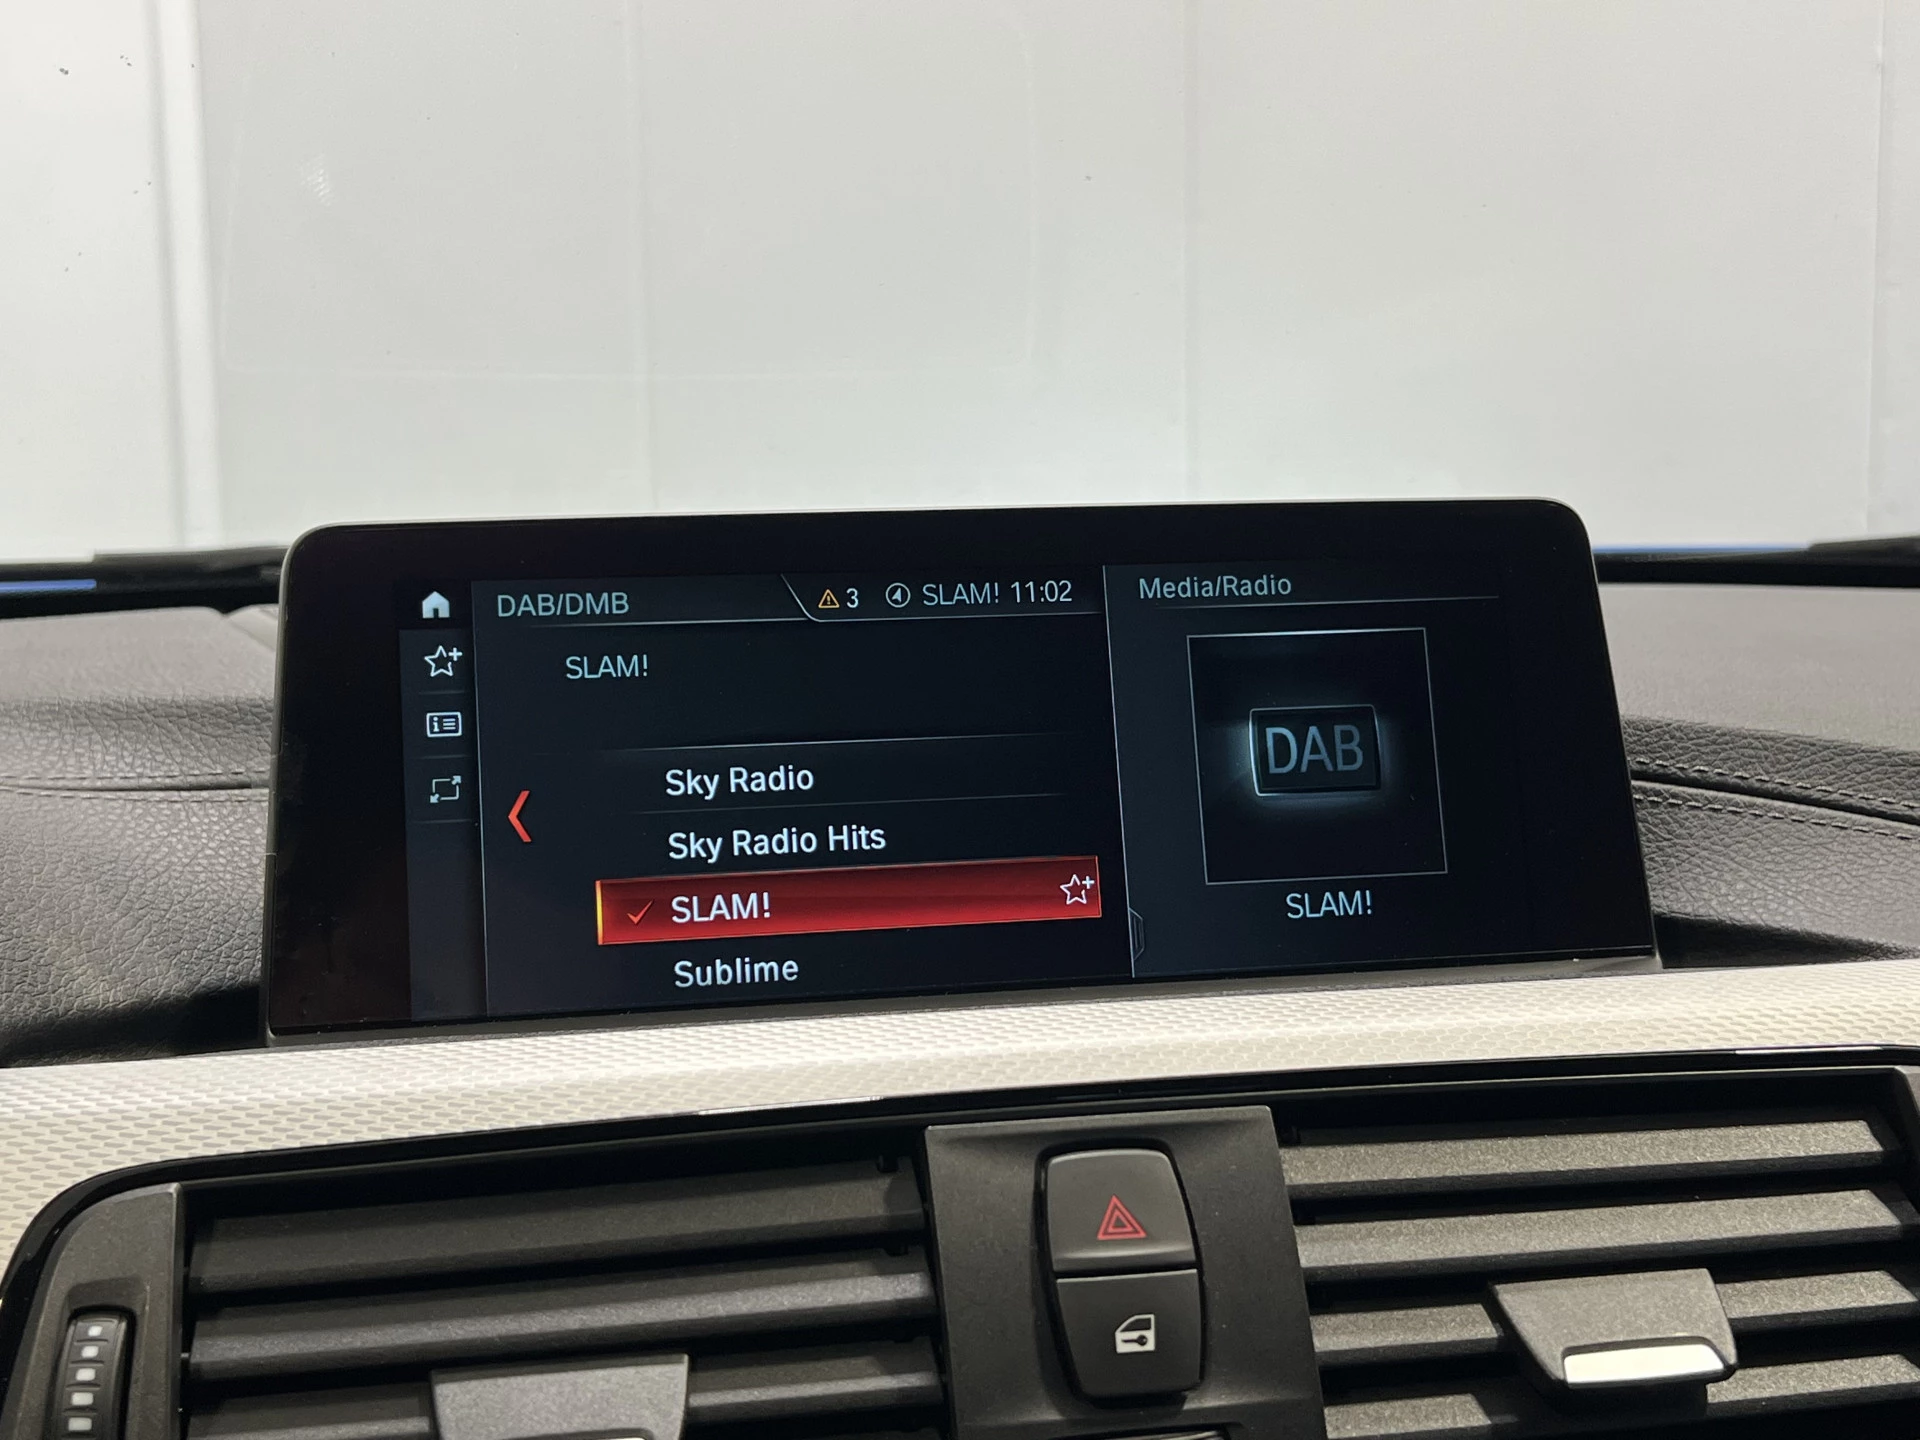 DAB/DMB
3 SLAM! 11:02
Media/Radio
SLAM!
Sky Radio
Sky Radio Hits
SLAM!
Sublime
DAB
SLAM!